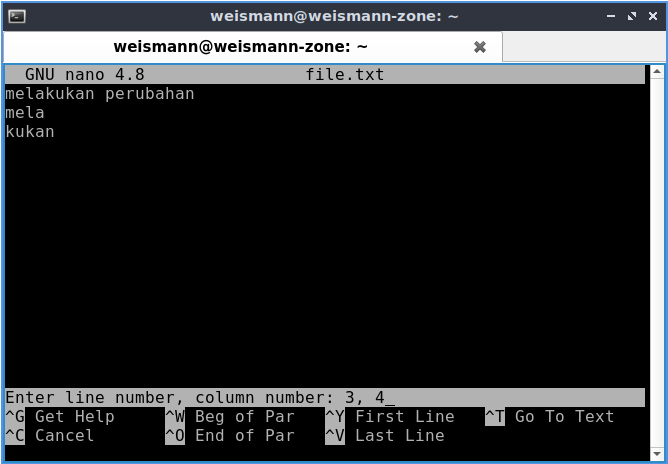 weismann@weismann-zone: ~
weismann@weismann-zone: ~
GNU nano 4.8 file.txt
melakukan perubahan
mela
kukan
Enter line number, column number: 3, 4_
^G Get Help ^W Beg of Par ^Y First Line ^T Go To Text
^C Cancel ^O End of Par ^V Last Line